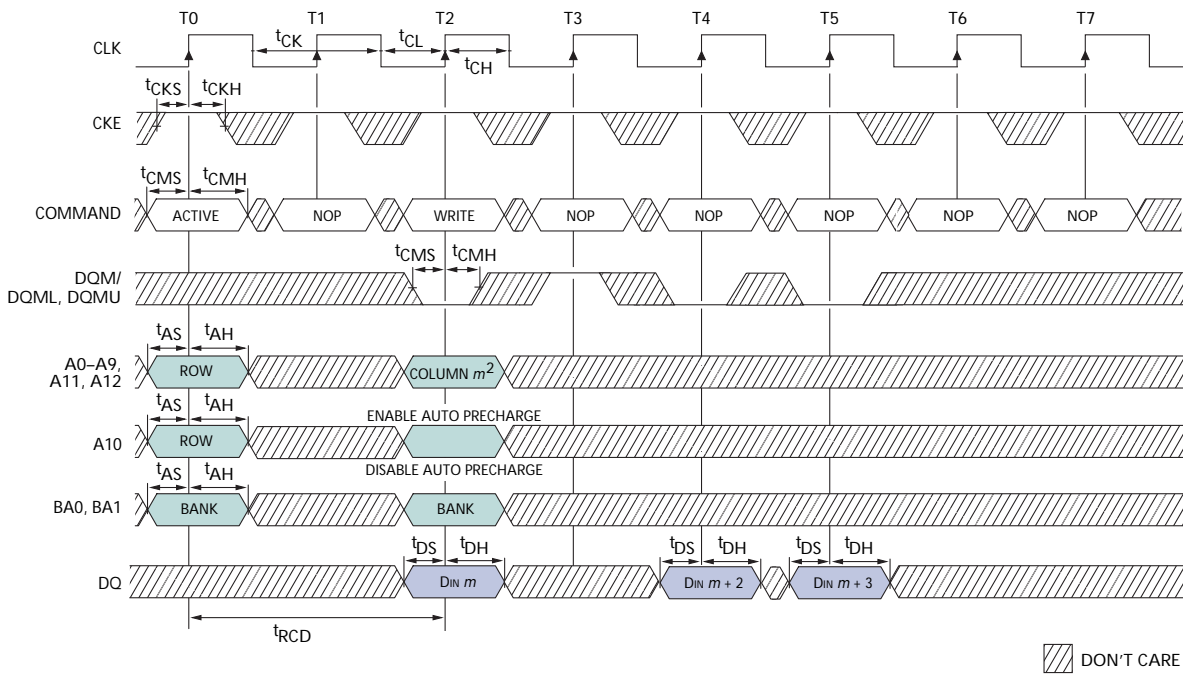 T0 T1 T2 T3 T4 T5 T6 T7
CLK
tCK tCL
tCH
tCKS tCKH
CKE
tCMS tCMH
COMMAND ACTIVE NOP WRITE NOP NOP NOP NOP NOP
tCMS tCMH
DQM/
DQML, DQMU
tAS tAH
A0–A9,
A11, A12
ROW COLUMN m2
tAS tAH
ENABLE AUTO PRECHARGE
A10 ROW
DISABLE AUTO PRECHARGE
tAS tAH
BA0, BA1 BANK BANK
tDS tDH tDS tDH tDS tDH
DQ DIN m DIN m + 2 DIN m + 3
tRCD
DON'T CARE